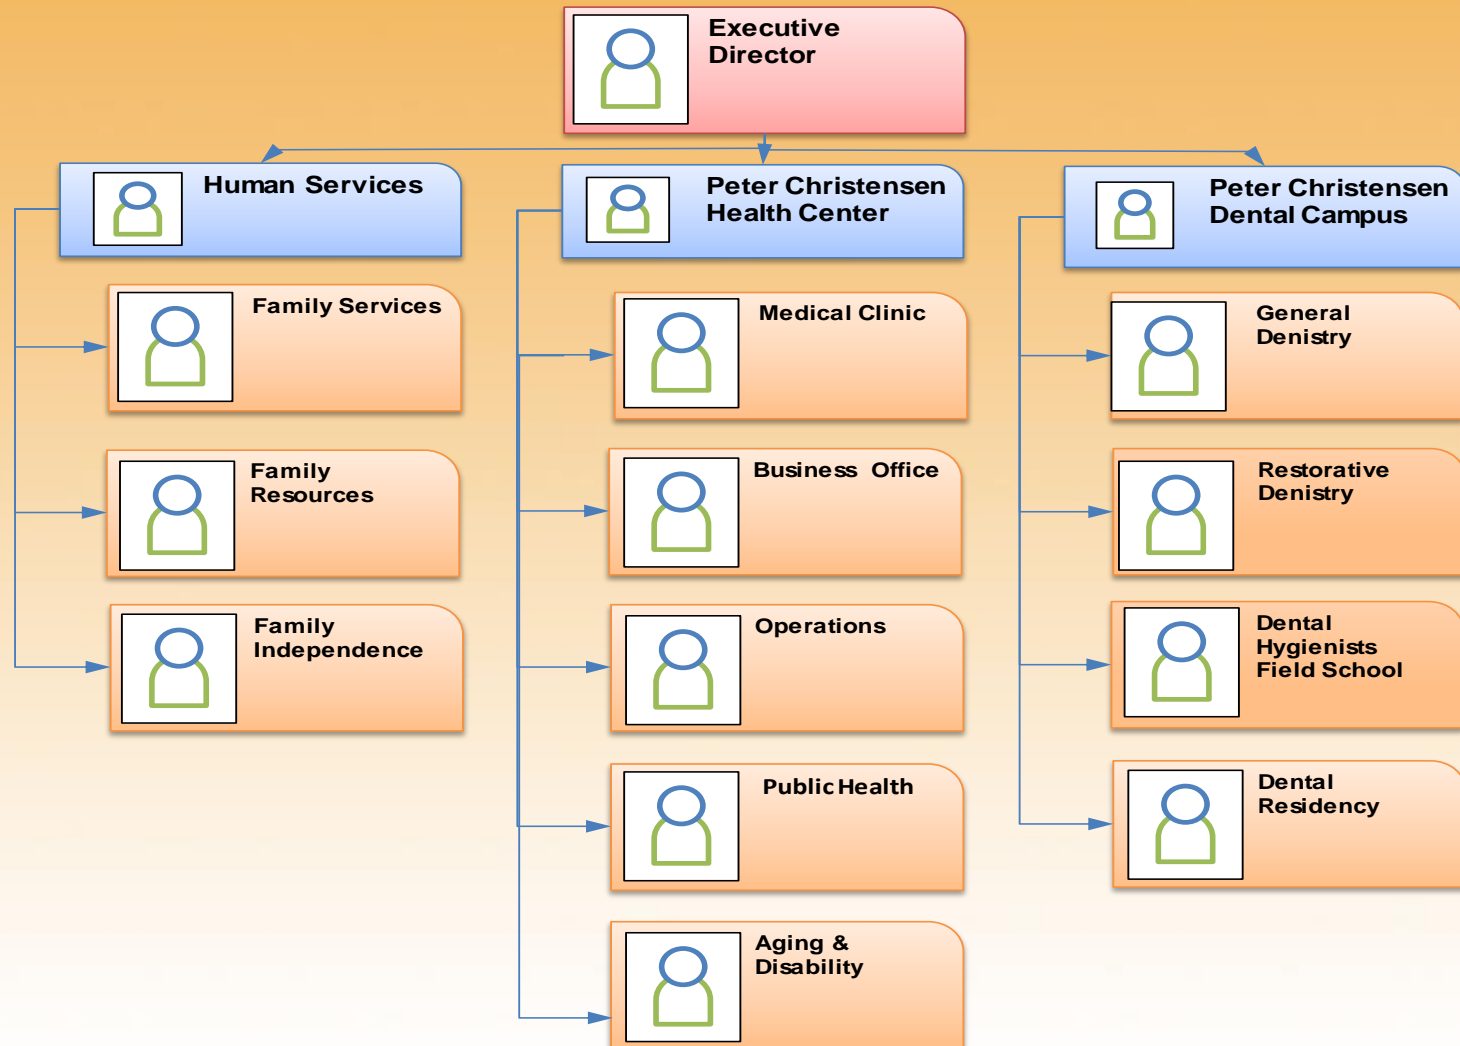 Executive
Director
Human Services
Peter Christensen
Health Center
Peter Christensen
Dental Campus
Family Services
Family
Resources
Family
Independence
Medical Clinic
Business Office
Operations
Public Health
Aging &
Disability
General
Denistry
Restorative
Denistry
Dental
Hygienists
Field School
Dental
Residency